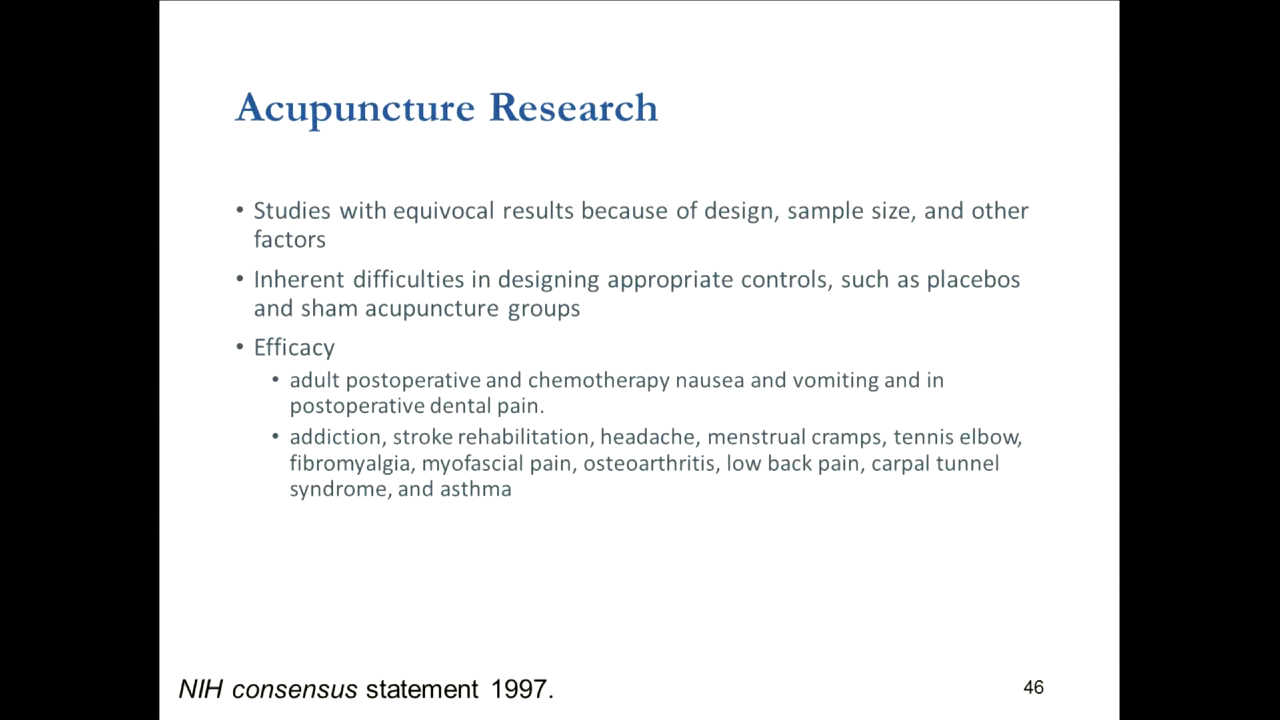 Acupuncture Research
• Studies with equivocal results because of design, sample size, and other
factors
• Inherent difficulties in designing appropriate controls, such as placebos
and sham acupuncture groups
• Efficacy
• adult postoperative and chemotherapy nausea and vomiting and in
postoperative dental pain.
• addiction, stroke rehabilitation, headache, menstrual cramps, tennis elbow,
fibromyalgia, myofascial pain, osteoarthritis, low back pain, carpal tunnel
syndrome, and asthma
NIH consensus statement 1997.
46